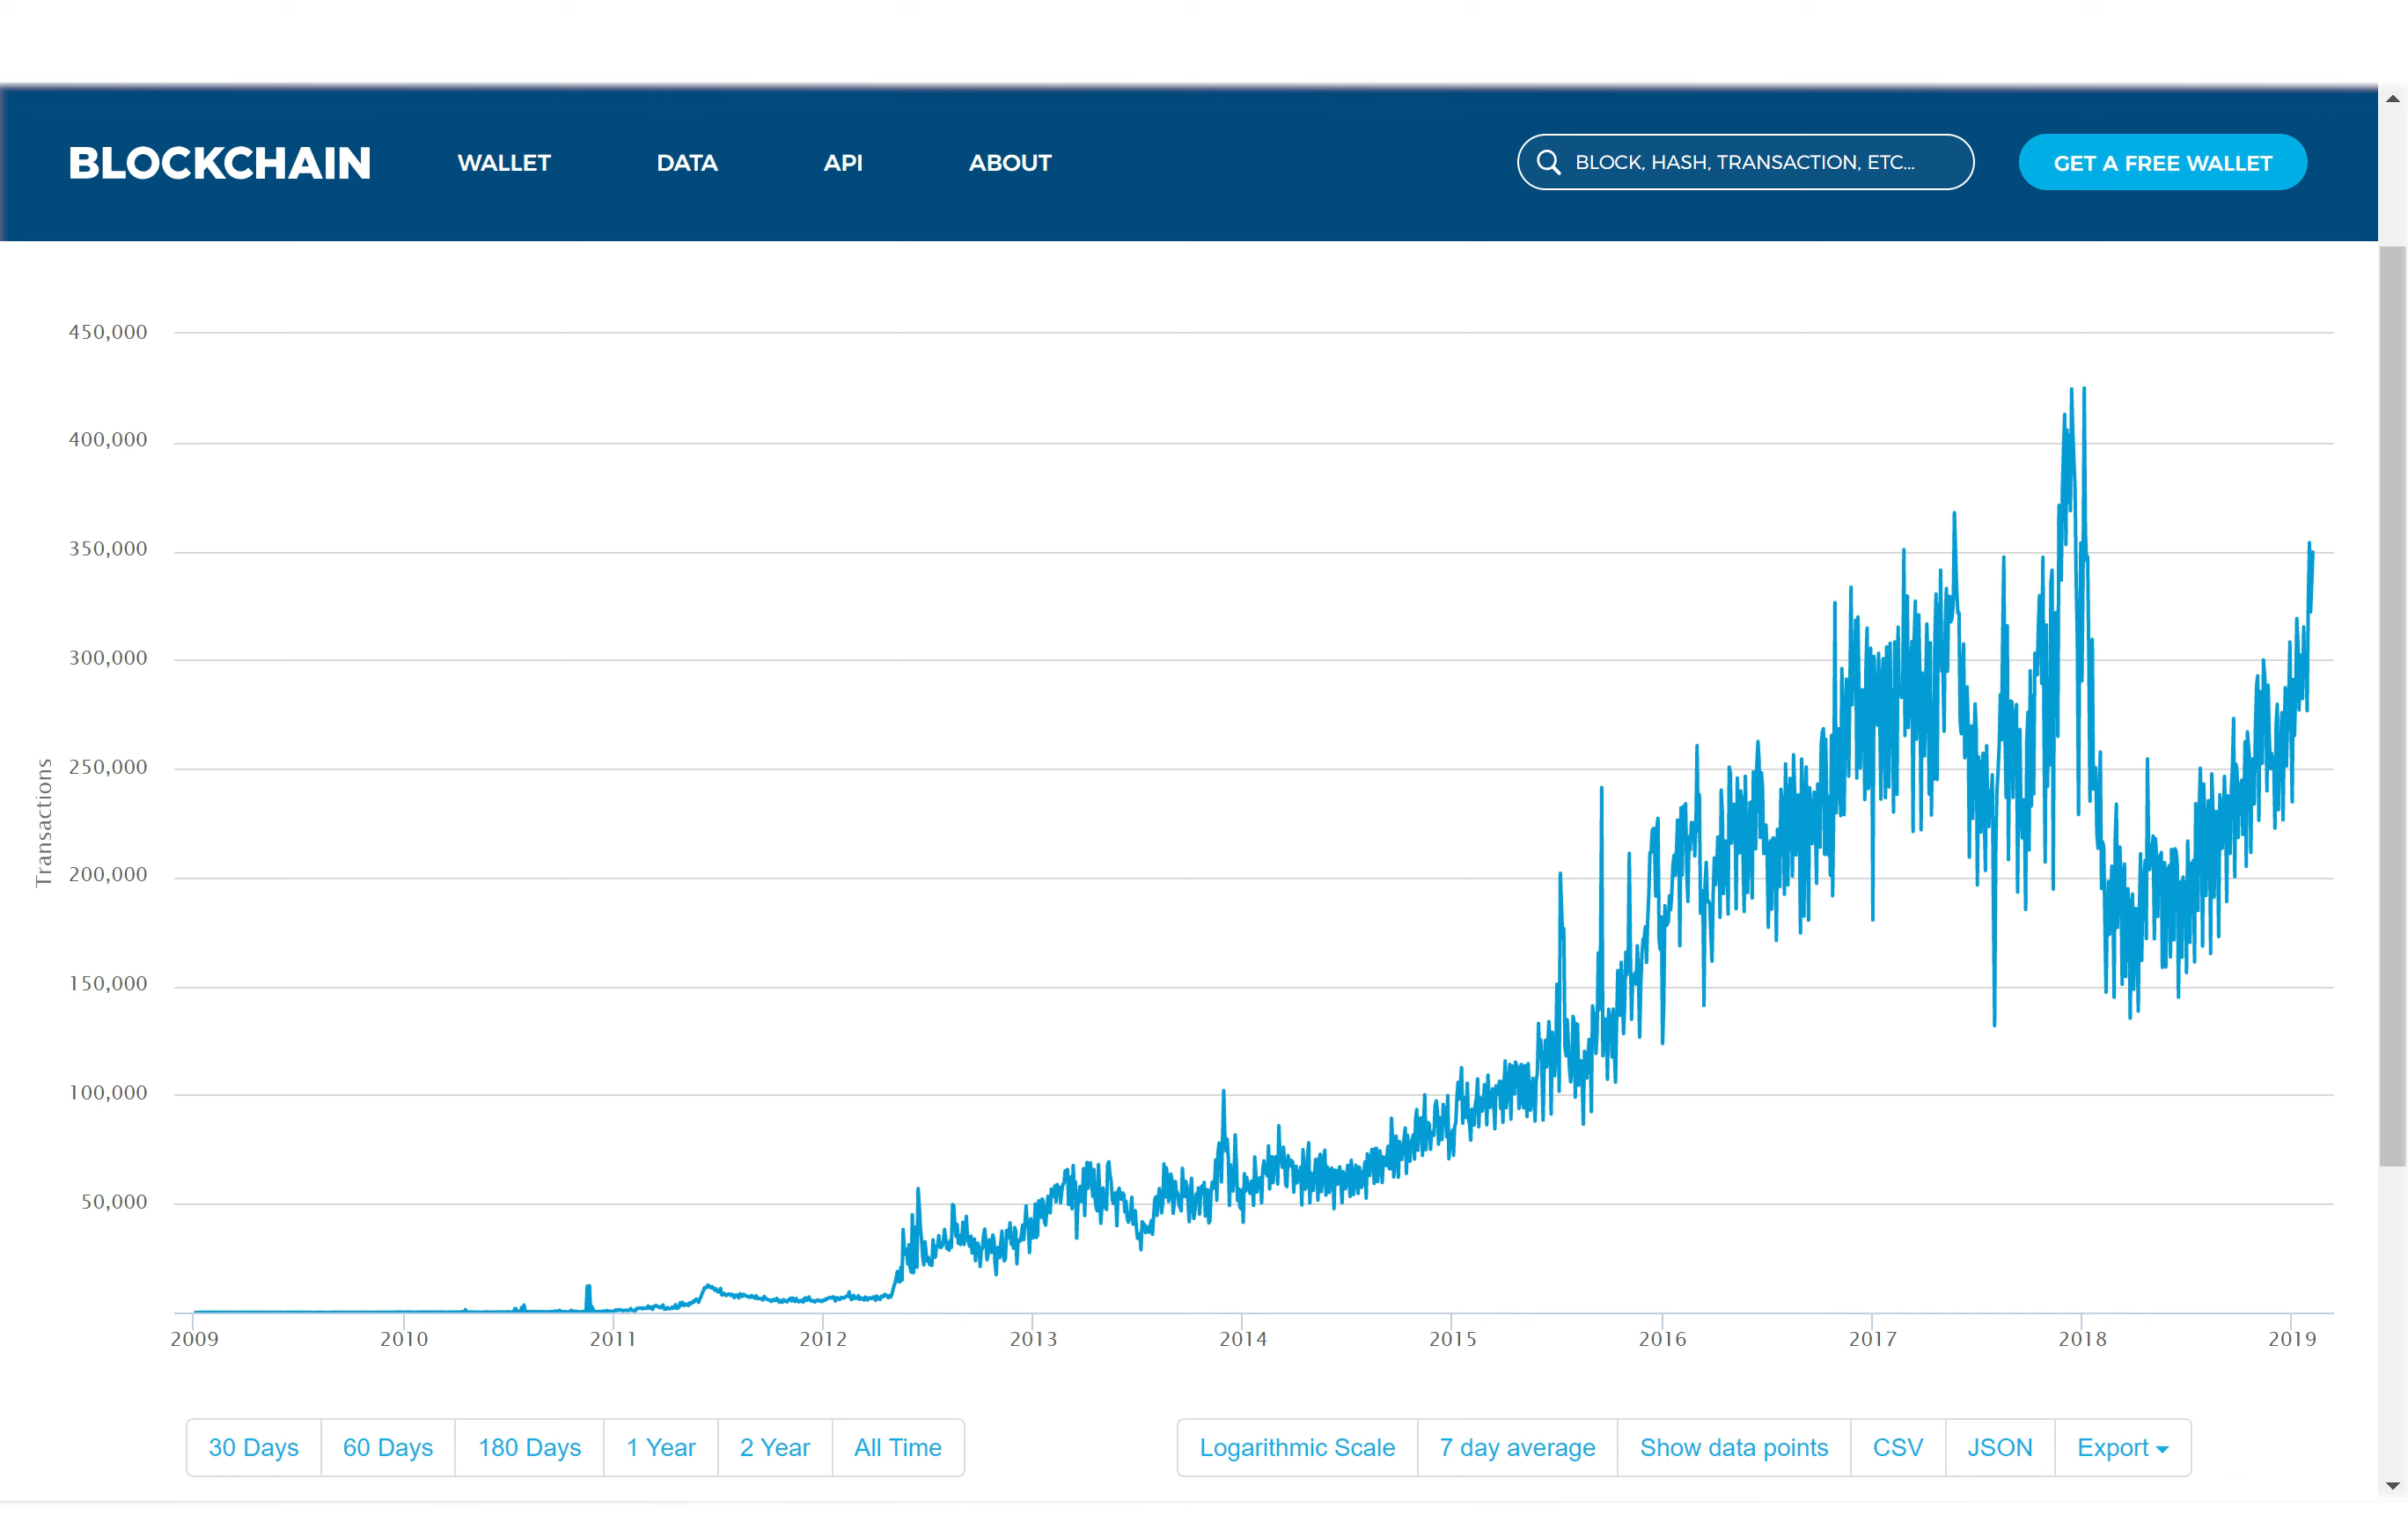 BLOCKCHAIN WALLET DATA API ABOUT BLOCK, HASH, TRANSACTION, ETC... GET A FREE WALLET
450,000
400,000
350,000
300,000
250,000
200,000
150,000
100,000
50,000
Transactions
2009 2010 2011 2012 2013 2014 2015 2016 2017 2018 2019
30 Days 60 Days 180 Days 1 Year 2 Year All Time Logarithmic Scale 7 day average Show data points CSV JSON Export